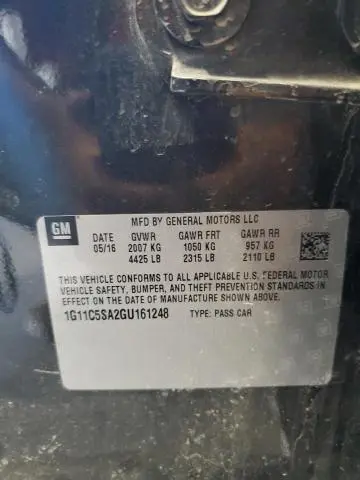 GM
MFD BY GENERAL MOTORS LLC
DATE GVWR GAWR FRT GAWR RR
05/16 2007 KG 1050 KG 957 KG
4425 LB 2315 LB 2110 LB
THIS VEHICLE CONFORMS TO ALL APPLICABLE U.S. FEDERAL MOTOR
VEHICLE SAFETY, BUMPER, AND THEFT PREVENTION STANDARDS IN
EFFECT ON THE DATE OF MANUFACTURE SHOWN ABOVE.
1G11C5SA2GU161248 TYPE: PASS CAR